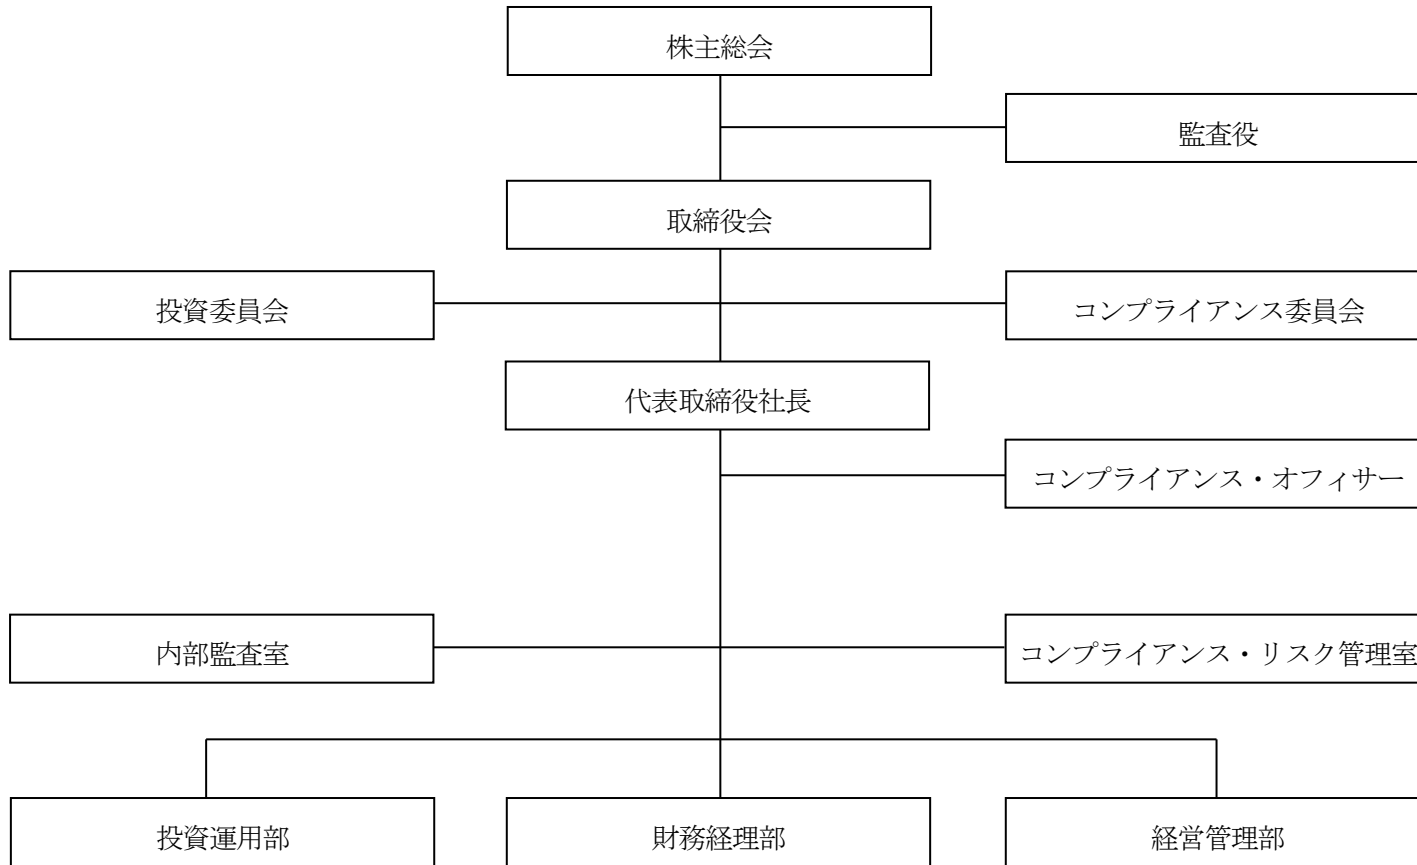 株主総会
監査役
取締役会
投資委員会
コンプライアンス委員会
代表取締役社長
コンプライアンス・オフィサー
内部監査室
コンプライアンス・リスク管理室
投資運用部
財務経理部
経営管理部